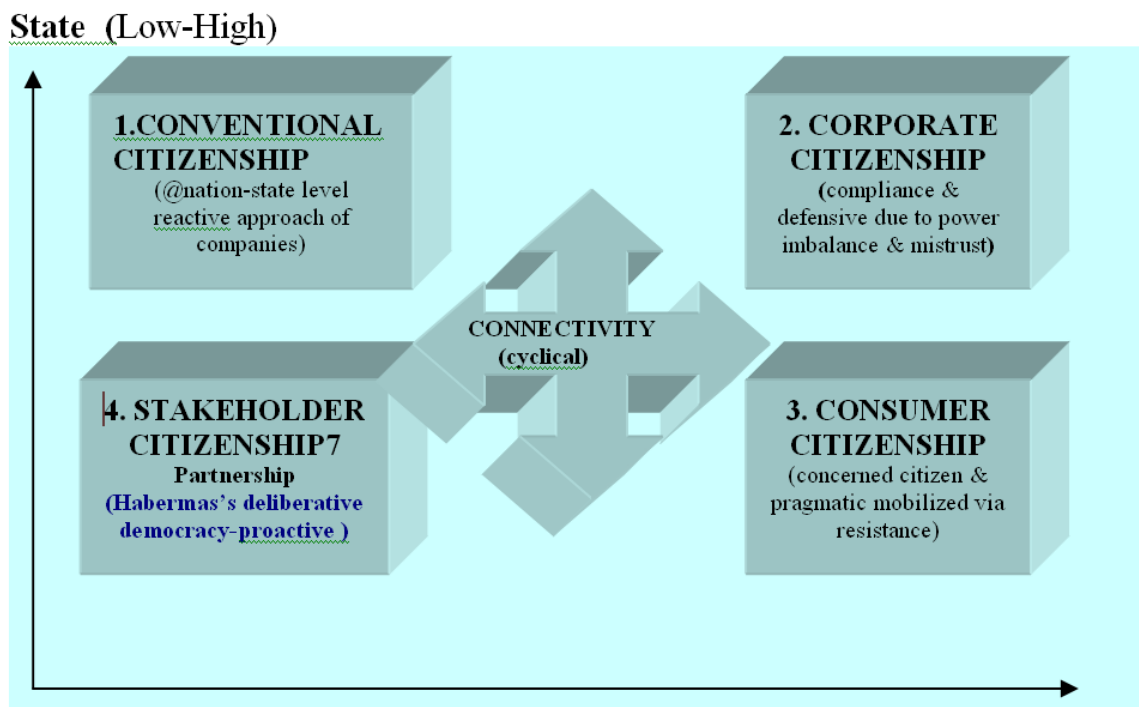 State (Low-High)
1.CONVENTIONAL
CITIZENSHIP
(@nation-state level
reactive approach of
companies)
2. CORPORATE
CITIZENSHIP
(compliance &
defensive due to power
imbalance & mistrust)
CONNECTIVITY
(cyclical)
4. STAKEHOLDER
CITIZENSHIP7
Partnership
(Habermas’s deliberative
democracy-proactive )
3. CONSUMER
CITIZENSHIP
(concerned citizen &
pragmatic mobilized via
resistance)